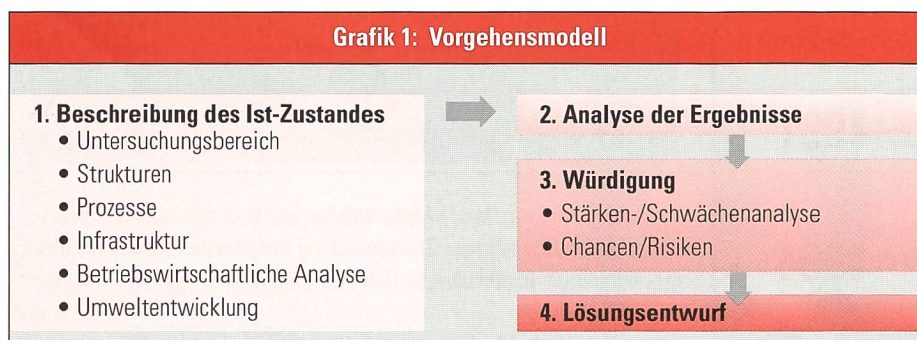 Grafik 1: Vorgehensmodell
1. Beschreibung des Ist-Zustandes
• Untersuchungsbereich
• Strukturen
• Prozesse
• Infrastruktur
• Betriebswirtschaftliche Analyse
• Umweltentwicklung
2. Analyse der Ergebnisse
3. Würdigung
• Stärken-/Schwächenanalyse
• Chancen/Risiken
4. Lösungsentwurf